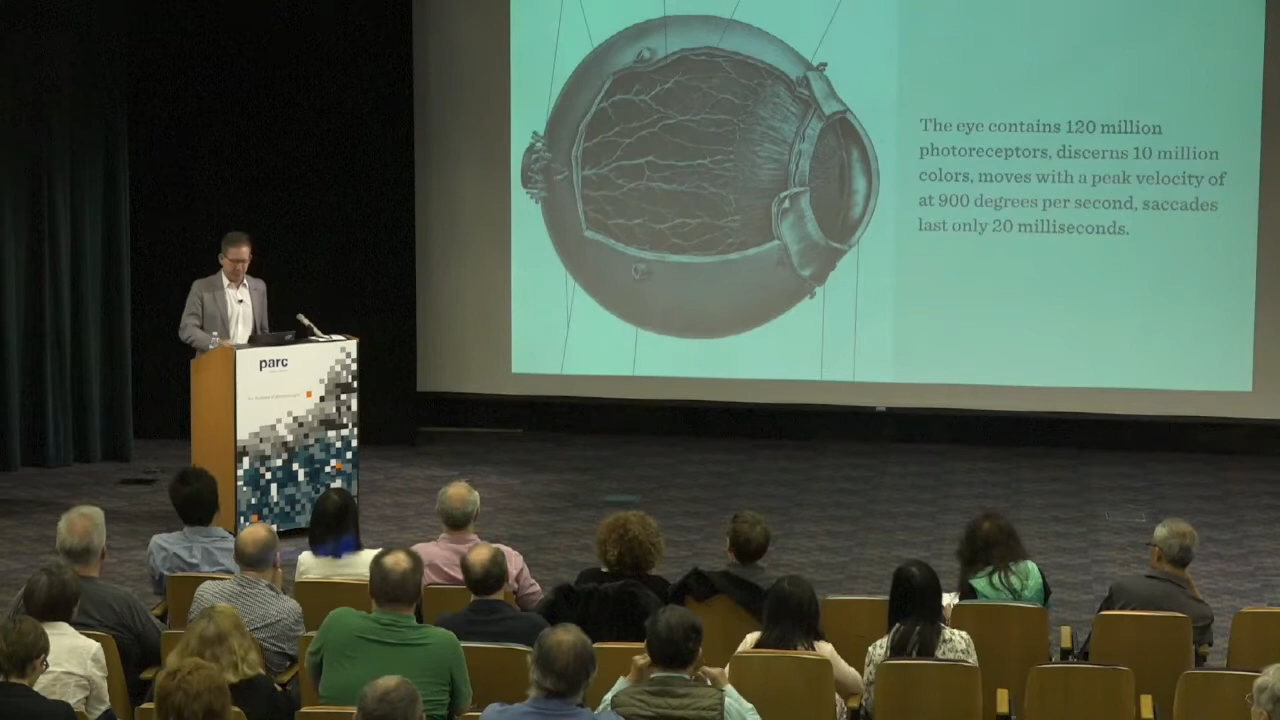 The eye contains 120 million
photoreceptors, discerns 10 million
colors, moves with a peak velocity of
at 900 degrees per second, saccades
last only 20 milliseconds.
parc